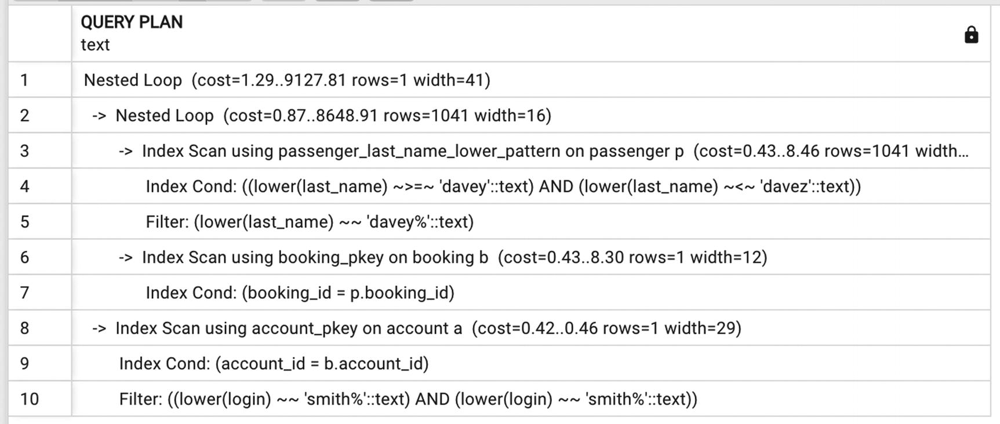 QUERY PLAN
text
1 Nested Loop (cost=1.29..9127.81 rows=1 width=41)
2 -> Nested Loop (cost=0.87..8648.91 rows=1041 width=16)
3 -> Index Scan using passenger_last_name_lower_pattern on passenger p (cost=0.43..8.46 rows=1041 width...
4 Index Cond: ((lower(last_name) ~>=~ 'davey'::text) AND (lower(last_name) ~<~ 'davez'::text))
5 Filter: (lower(last_name) ~~ 'davey%'::text)
6 -> Index Scan using booking_pkey on booking b (cost=0.43..8.30 rows=1 width=12)
7 Index Cond: (booking_id = p.booking_id)
8 -> Index Scan using account_pkey on account a (cost=0.42..0.46 rows=1 width=29)
9 Index Cond: (account_id = b.account_id)
10 Filter: ((lower(login) ~~ 'smith%'::text) AND (lower(login) ~~ 'smith%'::text))